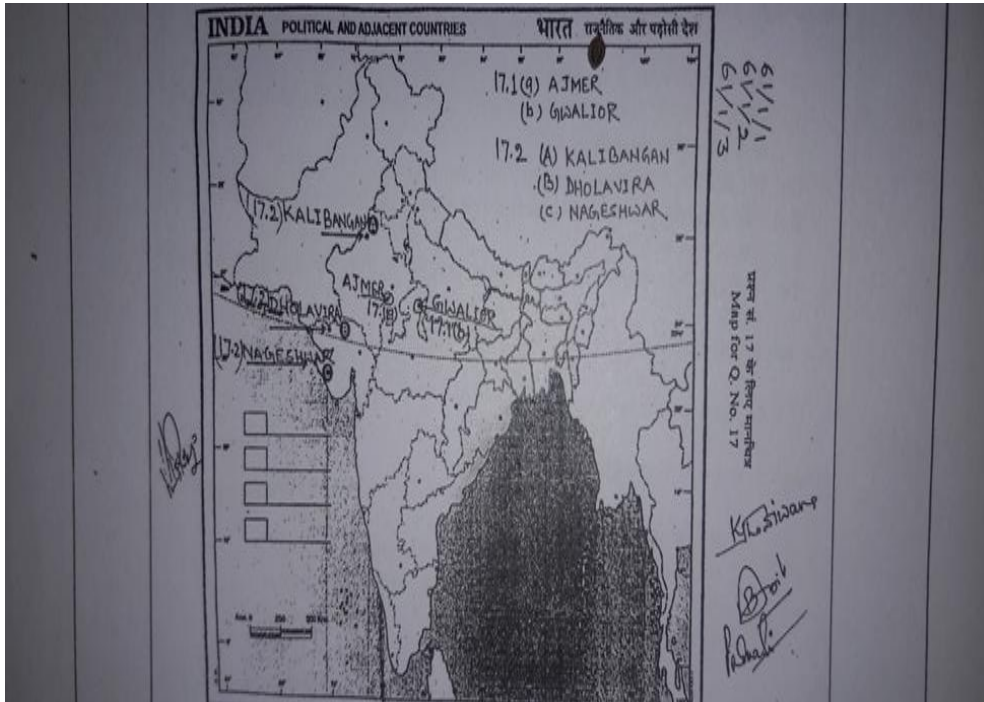 INDIA POLITICAL AND ADJACENT COUNTRIES भारत राजनैतिक और पड़ोसी देश
17.1(a) AJMER
(b) GWALIOR
17.2 (A) KALIBANGAN
(B) DHOLAVIRA
(C) NAGESHWAR
61/1/1
61/1/2
61/1/3
(17.2) KALIBANGAN
A
AJMER
17.1(a)
GWALIOR
17.1(b)
(17.2) DHOLAVIRA
(17.2) NAGESHWAR
प्रश्न सं. 17 के लिए मानचित्र
Map for Q. No. 17